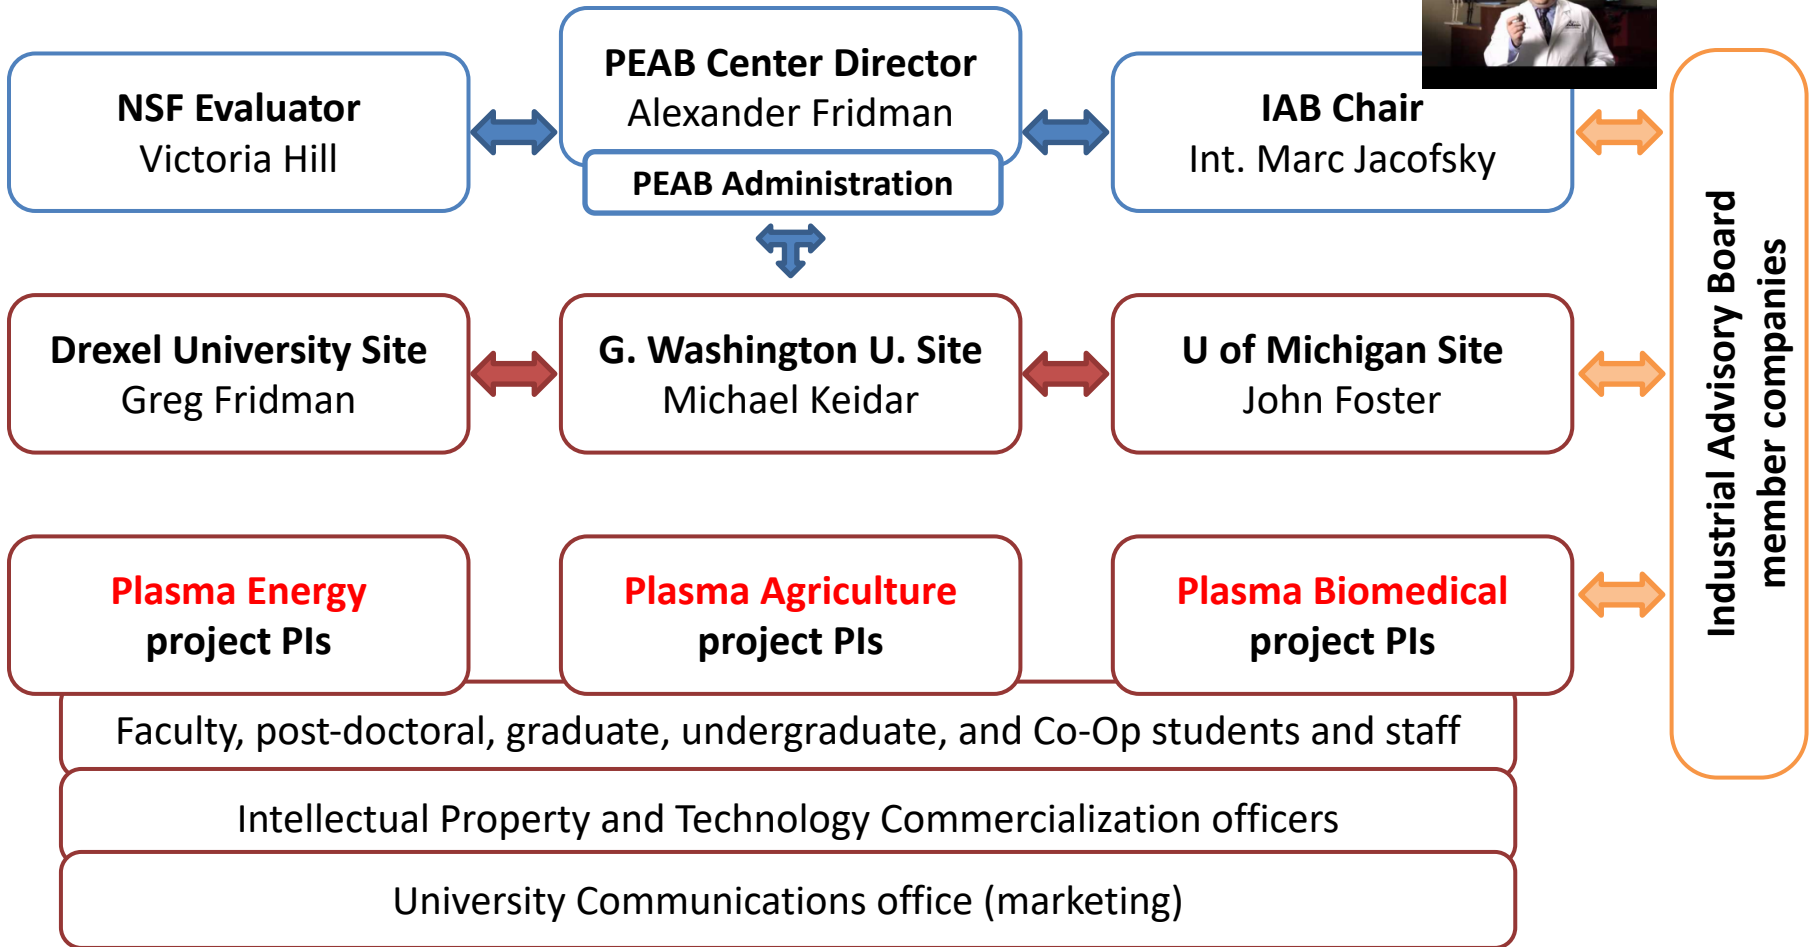 PEAB Center Director
Alexander Fridman
NSF Evaluator
Victoria Hill
IAB Chair
Int. Marc Jacofsky
PEAB Administration
Drexel University Site
Greg Fridman
G. Washington U. Site
Michael Keidar
U of Michigan Site
John Foster
Plasma Energy
project PIs
Plasma Agriculture
project PIs
Plasma Biomedical
project PIs
Faculty, post-doctoral, graduate, undergraduate, and Co-Op students and staff
Intellectual Property and Technology Commercialization officers
University Communications office (marketing)
Industrial Advisory Board
member companies